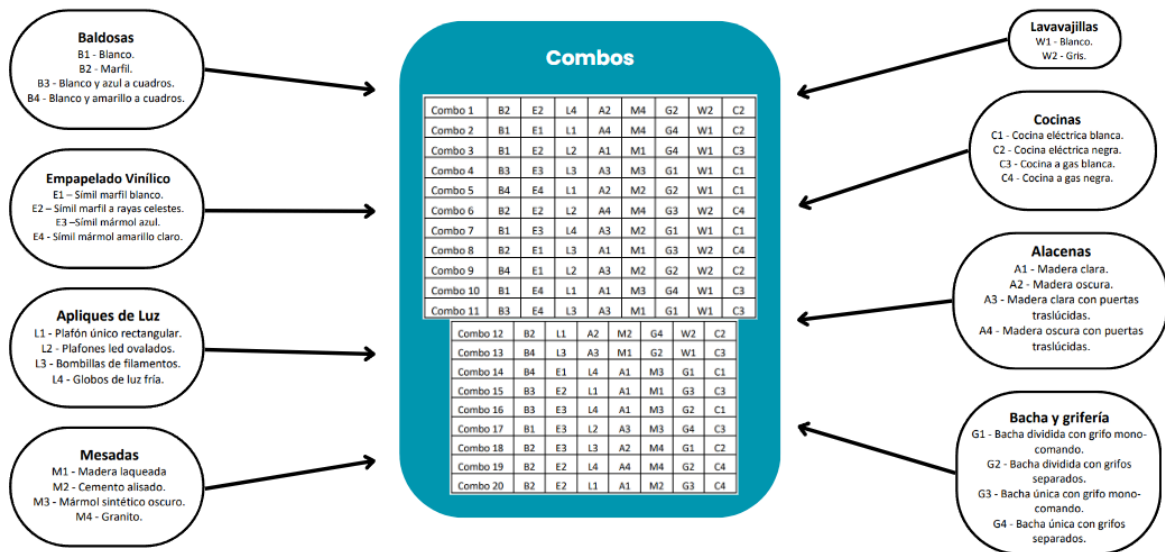 Baldosas
B1 - Blanco.
B2 - Marfil.
B3 - Blanco y azul a cuadros.
B4 - Blanco y amarillo a cuadros.
Empapelado Vinílico
E1 – Símil marfil blanco.
E2 – Símil marfil a rayas celestes.
E3 –Símil mármol azul.
E4 - Símil mármol amarillo claro.
Apliques de Luz
L1 - Plafón único rectangular.
L2 - Plafones led ovalados.
L3 - Bombillas de filamentos.
L4 - Globos de luz fría.
Mesadas
M1 - Madera laqueada
M2 - Cemento alisado.
M3 - Mármol sintético oscuro.
M4 - Granito.
Combos
Combo 1 B2 E2 L4 A2 M4 G2 W2 C2
Combo 2 B1 E1 L1 A4 M4 G4 W1 C2
Combo 3 B1 E2 L2 A1 M1 G4 W1 C3
Combo 4 B3 E3 L3 A3 M3 G1 W1 C1
Combo 5 B4 E4 L1 A2 M2 G2 W1 C1
Combo 6 B2 E2 L2 A4 M4 G3 W2 C4
Combo 7 B1 E3 L4 A3 M2 G1 W1 C1
Combo 8 B2 E1 L3 A1 M1 G3 W2 C4
Combo 9 B4 E1 L2 A3 M2 G2 W2 C2
Combo 10 B1 E4 L1 A1 M3 G4 W1 C3
Combo 11 B3 E4 L3 A3 M1 G1 W1 C3
Combo 12 B2 L1 A2 M2 G4 W2 C2
Combo 13 B4 L3 A3 M1 G2 W1 C3
Combo 14 B4 E1 L4 A1 M3 G1 C1
Combo 15 B3 E2 L1 A1 M1 G3 C3
Combo 16 B3 E3 L4 A1 M3 G2 C1
Combo 17 B1 E3 L2 A3 M3 G4 C3
Combo 18 B2 E3 L3 A2 M4 G1 C2
Combo 19 B2 E2 L4 A4 M4 G2 C4
Combo 20 B2 E2 L1 A1 M2 G3 C4
Lavavajillas
W1 - Blanco.
W2 - Gris.
Cocinas
C1 - Cocina eléctrica blanca.
C2 - Cocina eléctrica negra.
C3 - Cocina a gas blanca.
C4 - Cocina a gas negra.
Alacenas
A1 - Madera clara.
A2 - Madera oscura.
A3 - Madera clara con puertas
traslúcidas.
A4 - Madera oscura con puertas
traslúcidas.
Bacha y grifería
G1 - Bacha dividida con grifo mono-
comando.
G2 - Bacha dividida con grifos
separados.
G3 - Bacha única con grifo mono-
comando.
G4 - Bacha única con grifos
separados.